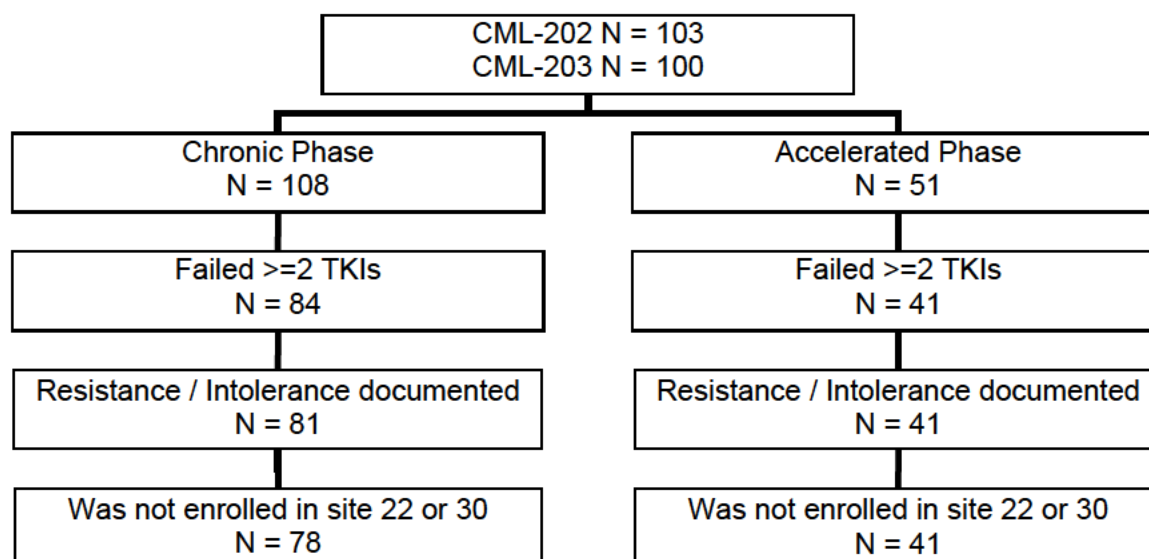 CML-202 N = 103
CML-203 N = 100
Chronic Phase
N = 108
Accelerated Phase
N = 51
Failed >=2 TKIs
N = 84
Failed >=2 TKIs
N = 41
Resistance / Intolerance documented
N = 81
Resistance / Intolerance documented
N = 41
Was not enrolled in site 22 or 30
N = 78
Was not enrolled in site 22 or 30
N = 41